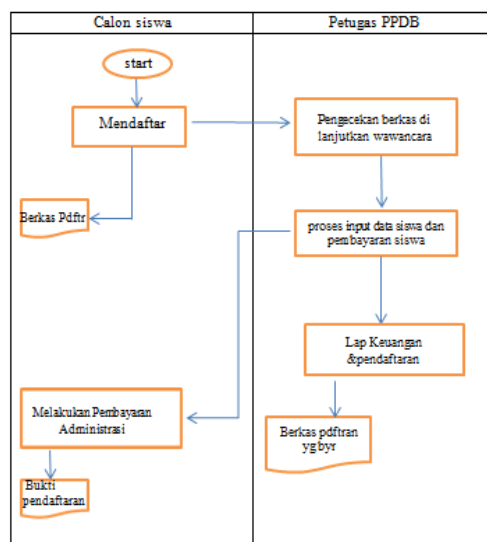 Calon siswa
Petugas PPDB
start
Mendaftar
Pengecekan berkas di
lanjutkan wawancara
Berkas Pdftr
proses input data siswa dan
pembayaran siswa
Lap Keuangan
&pendaftaran
Melakukan Pembayaran
Administrasi
Berkas pdftran
yg byr
Bukti
pendaftaran